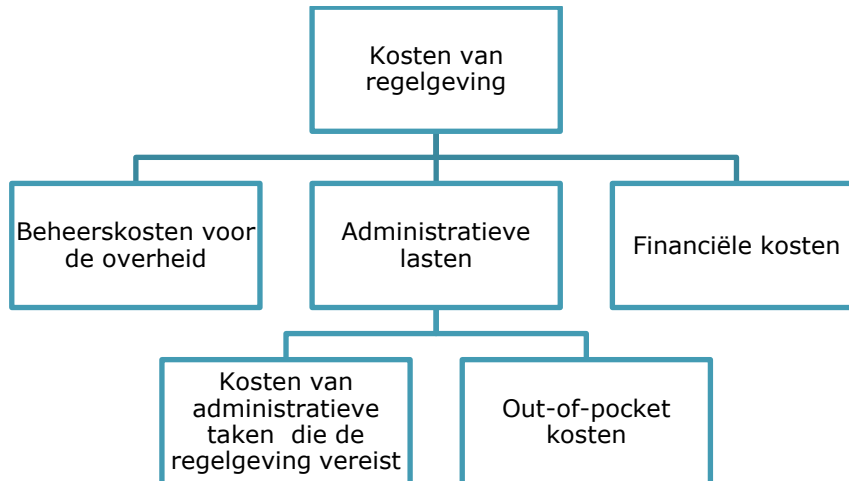 Kosten van
regelgeving
Beheerskosten voor
de overheid
Administratieve
lasten
Financiële kosten
Kosten van
administratieve
taken die de
regelgeving vereist
Out-of-pocket
kosten